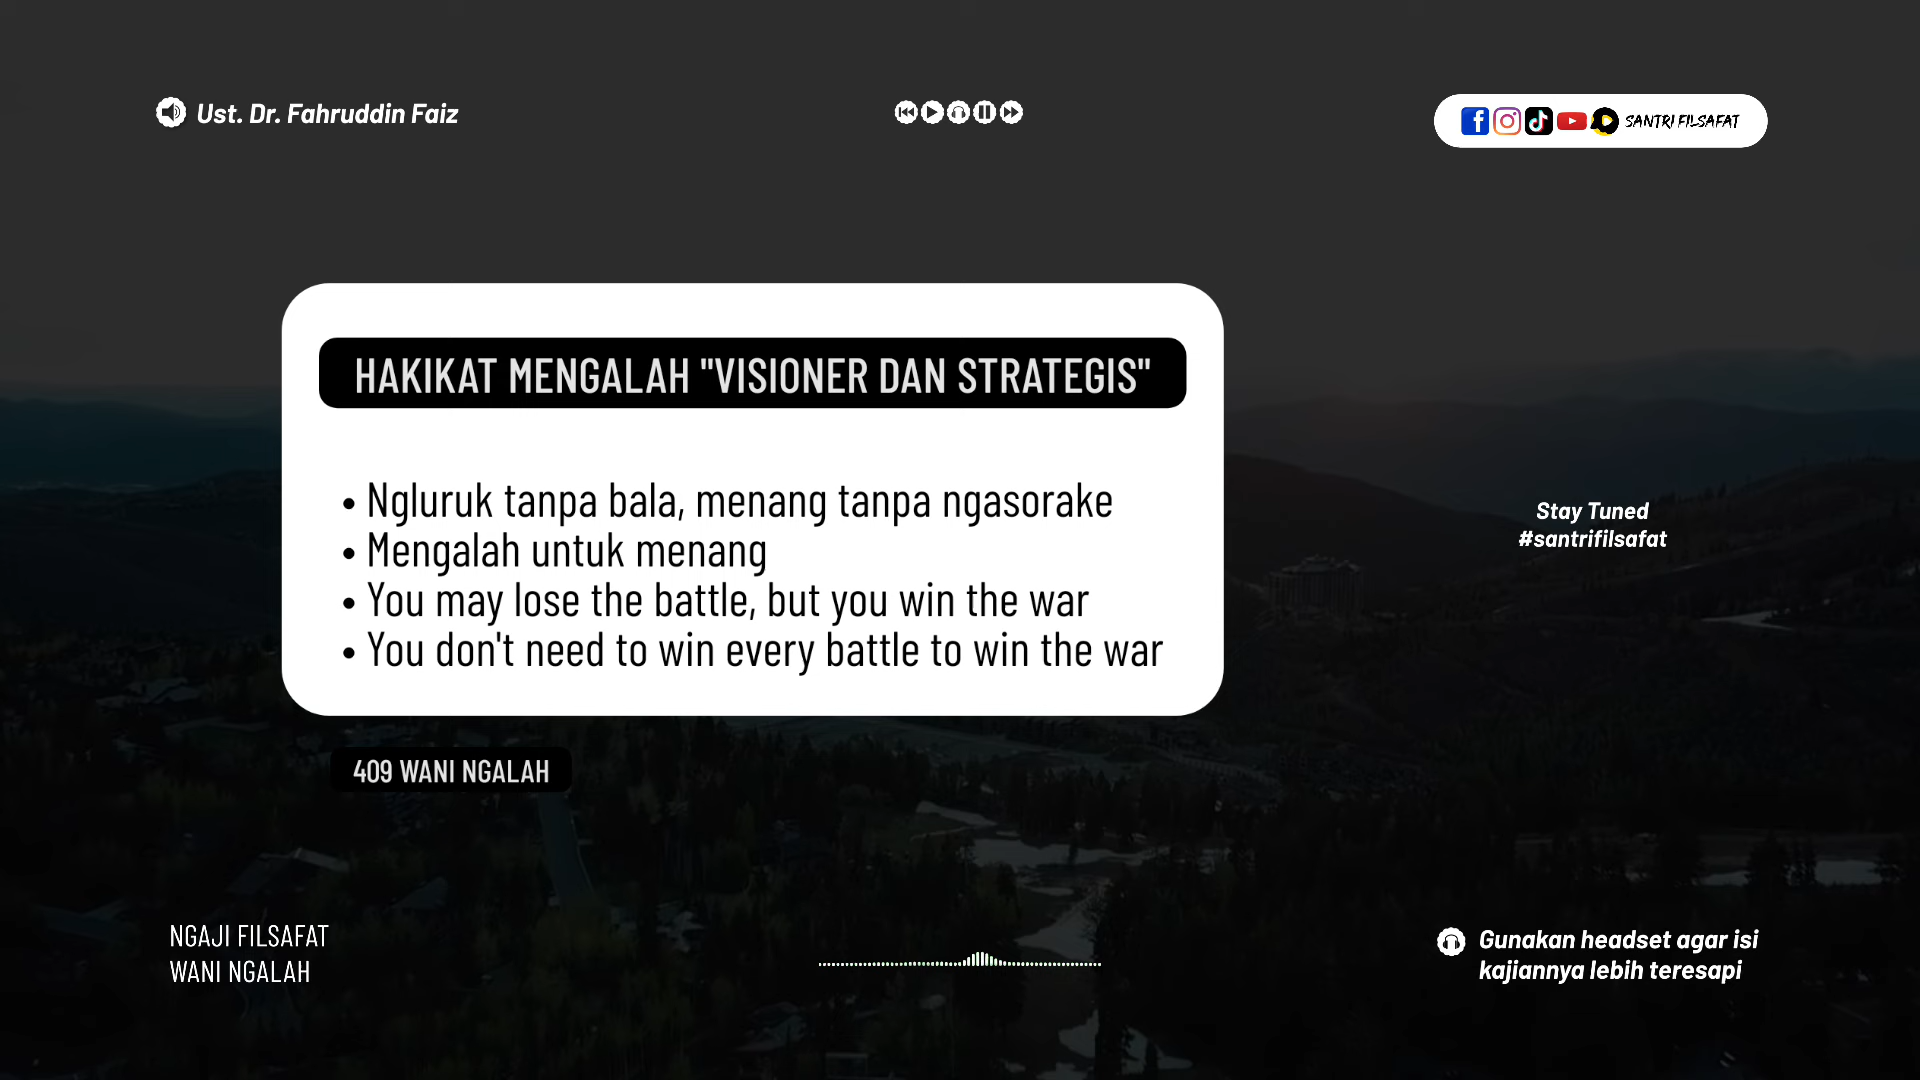 Ust. Dr. Fahruddin Faiz
SANTRI FILSAFAT
HAKIKAT MENGALAH "VISIONER DAN STRATEGIS"
• Ngluruk tanpa bala, menang tanpa ngasorake
• Mengalah untuk menang
• You may lose the battle, but you win the war
• You don't need to win every battle to win the war
Stay Tuned
#santrifilsafat
409 WANI NGALAH
NGAJI FILSAFAT
WANI NGALAH
Gunakan headset agar isi
kajiannya lebih teresapi